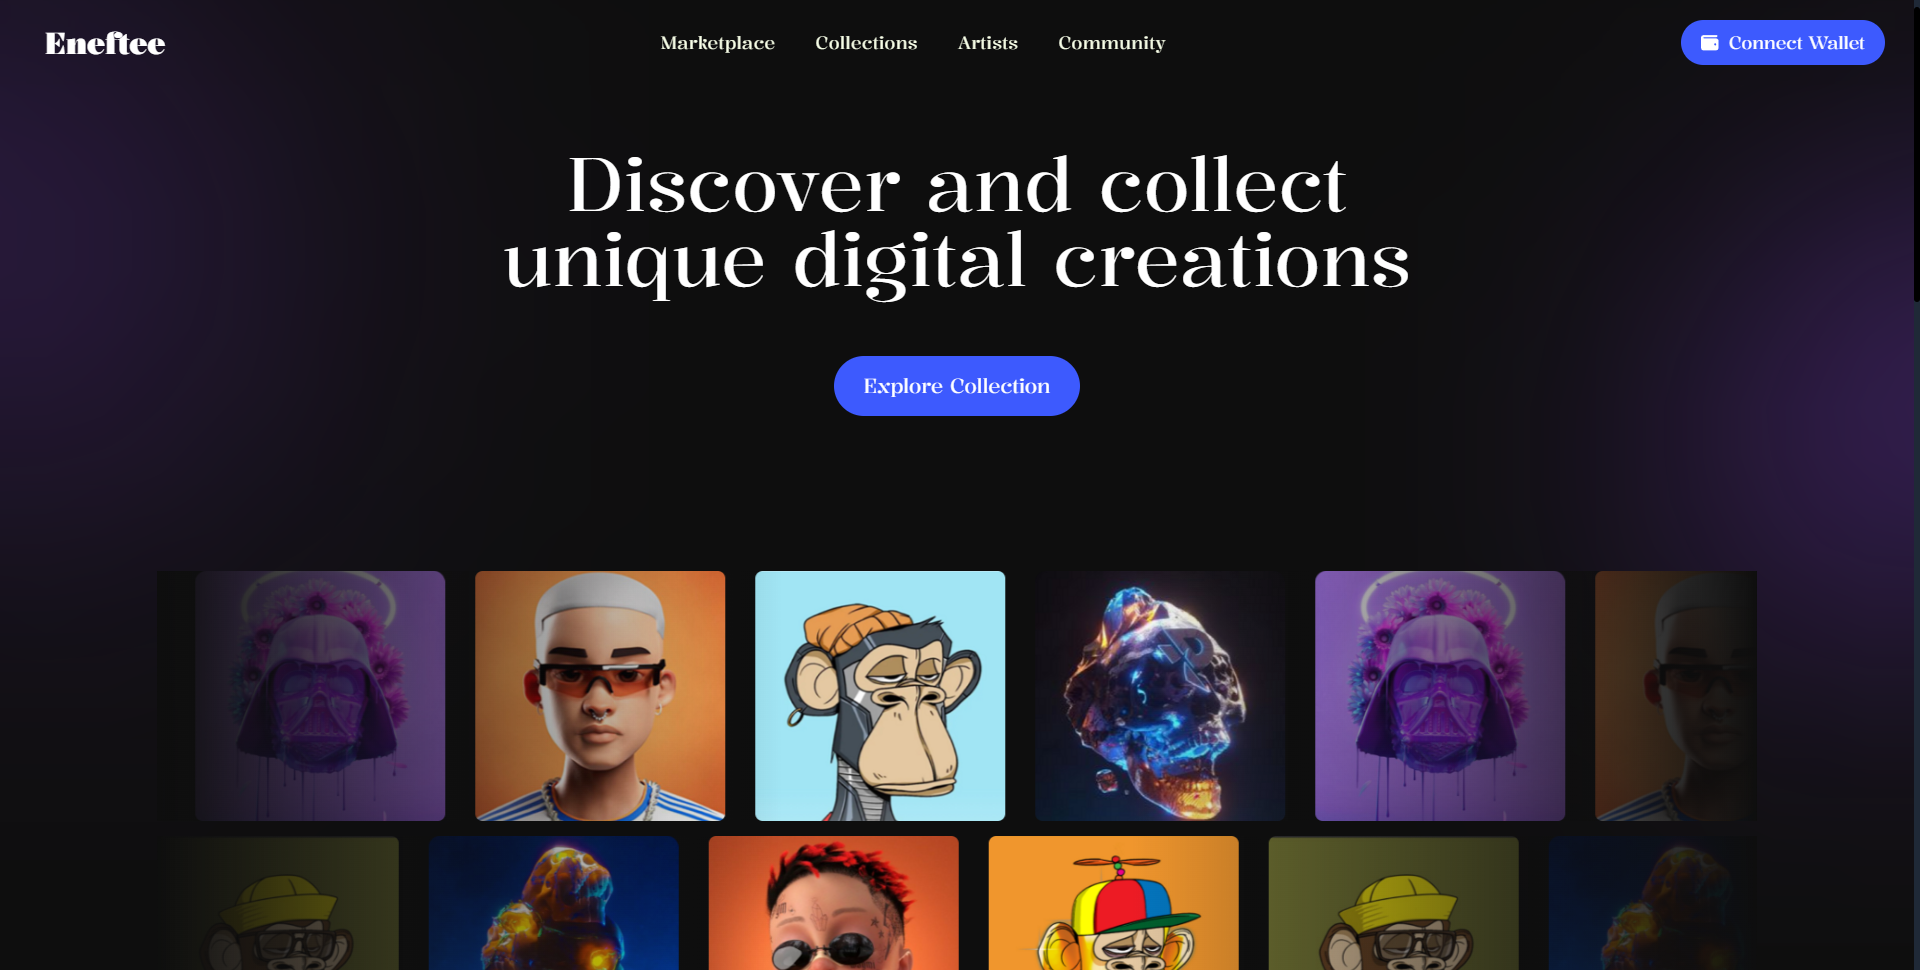 Eneftee
Marketplace
Collections
Artists
Community
Connect Wallet
Discover and collect
unique digital creations
Explore Collection